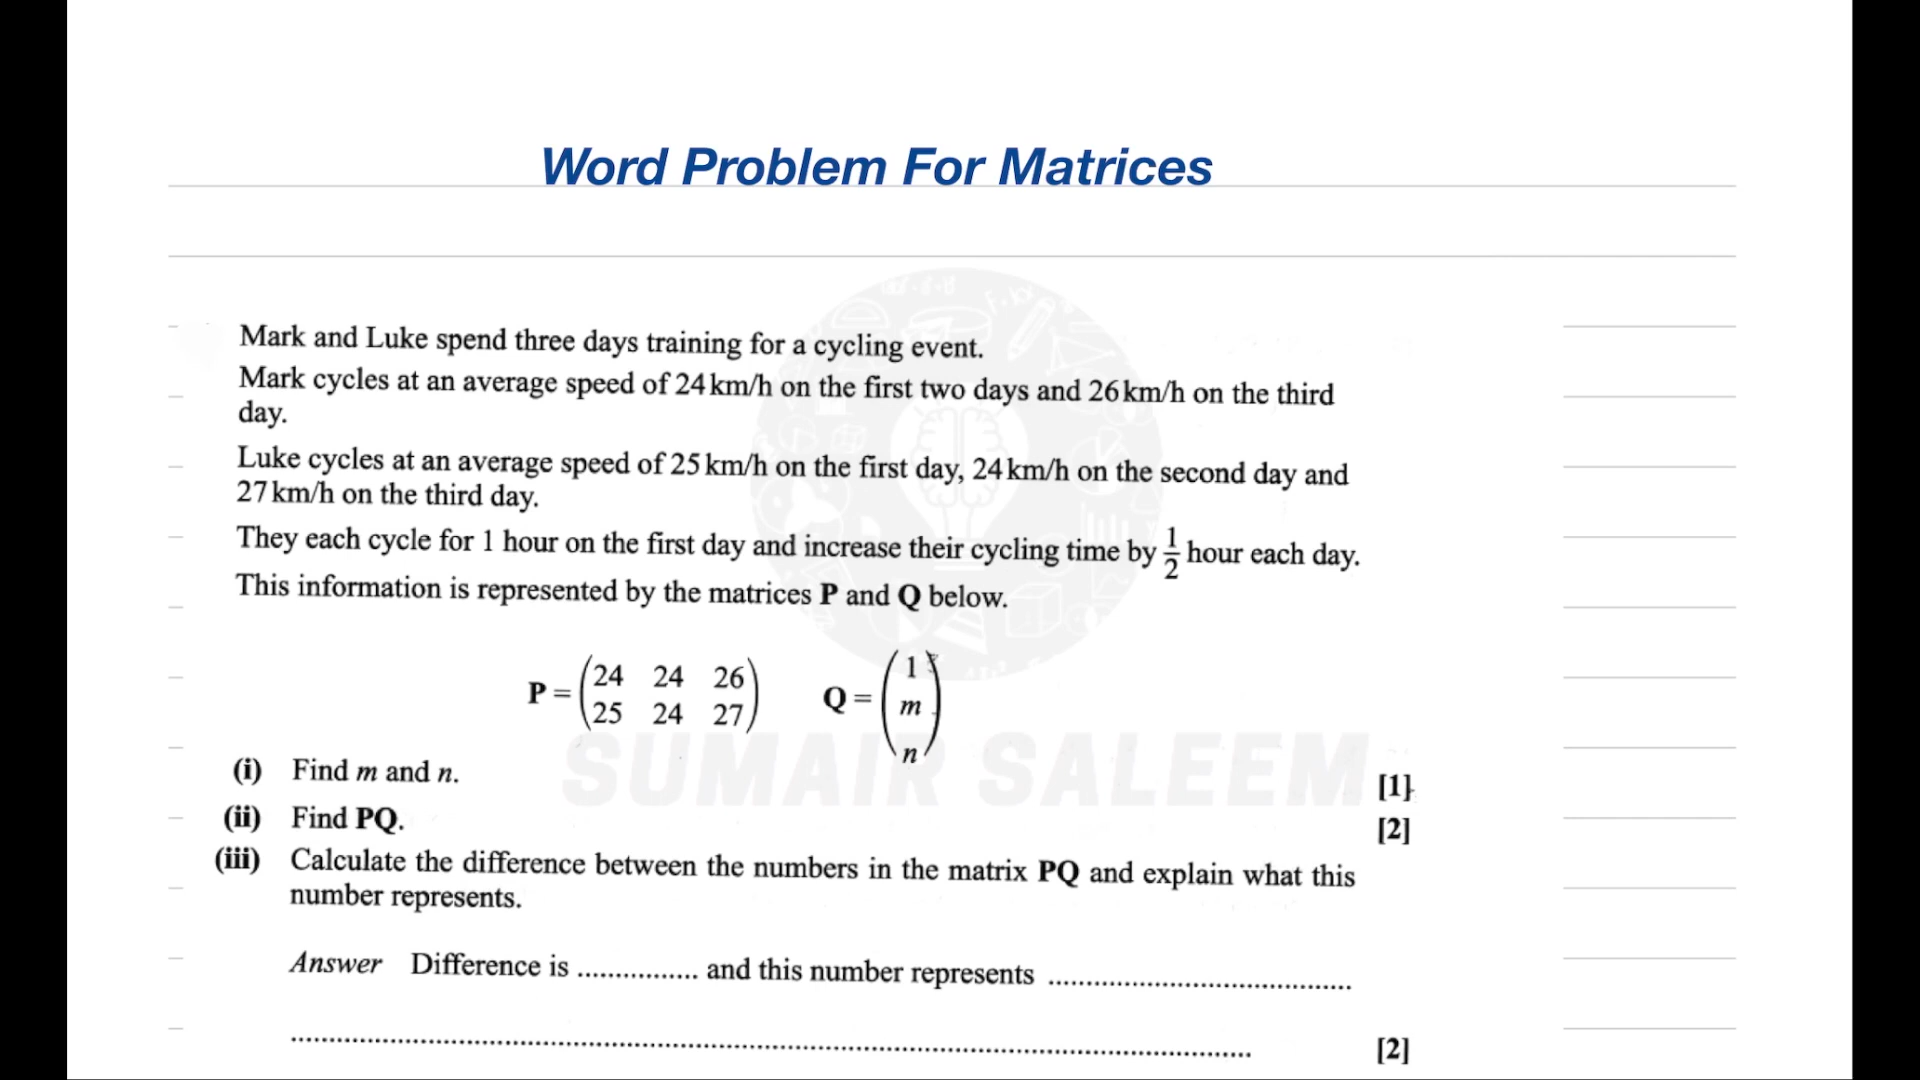 Word Problem For Matrices
Mark and Luke spend three days training for a cycling event.
Mark cycles at an average speed of 24 km/h on the first two days and 26 km/h on the third
day.
Luke cycles at an average speed of 25 km/h on the first day, 24 km/h on the second day and
27 km/h on the third day.
They each cycle for 1 hour on the first day and increase their cycling time by 1/2 hour each day.
This information is represented by the matrices P and Q below.
P = (24 24 26
25 24 27)
Q = (1
m
n)
SUMAIR SALEEM
(i) Find m and n. [1]
(ii) Find PQ. [2]
(iii) Calculate the difference between the numbers in the matrix PQ and explain what this
number represents.
Answer Difference is ................ and this number represents ........................................
................................................................................................................................ [2]